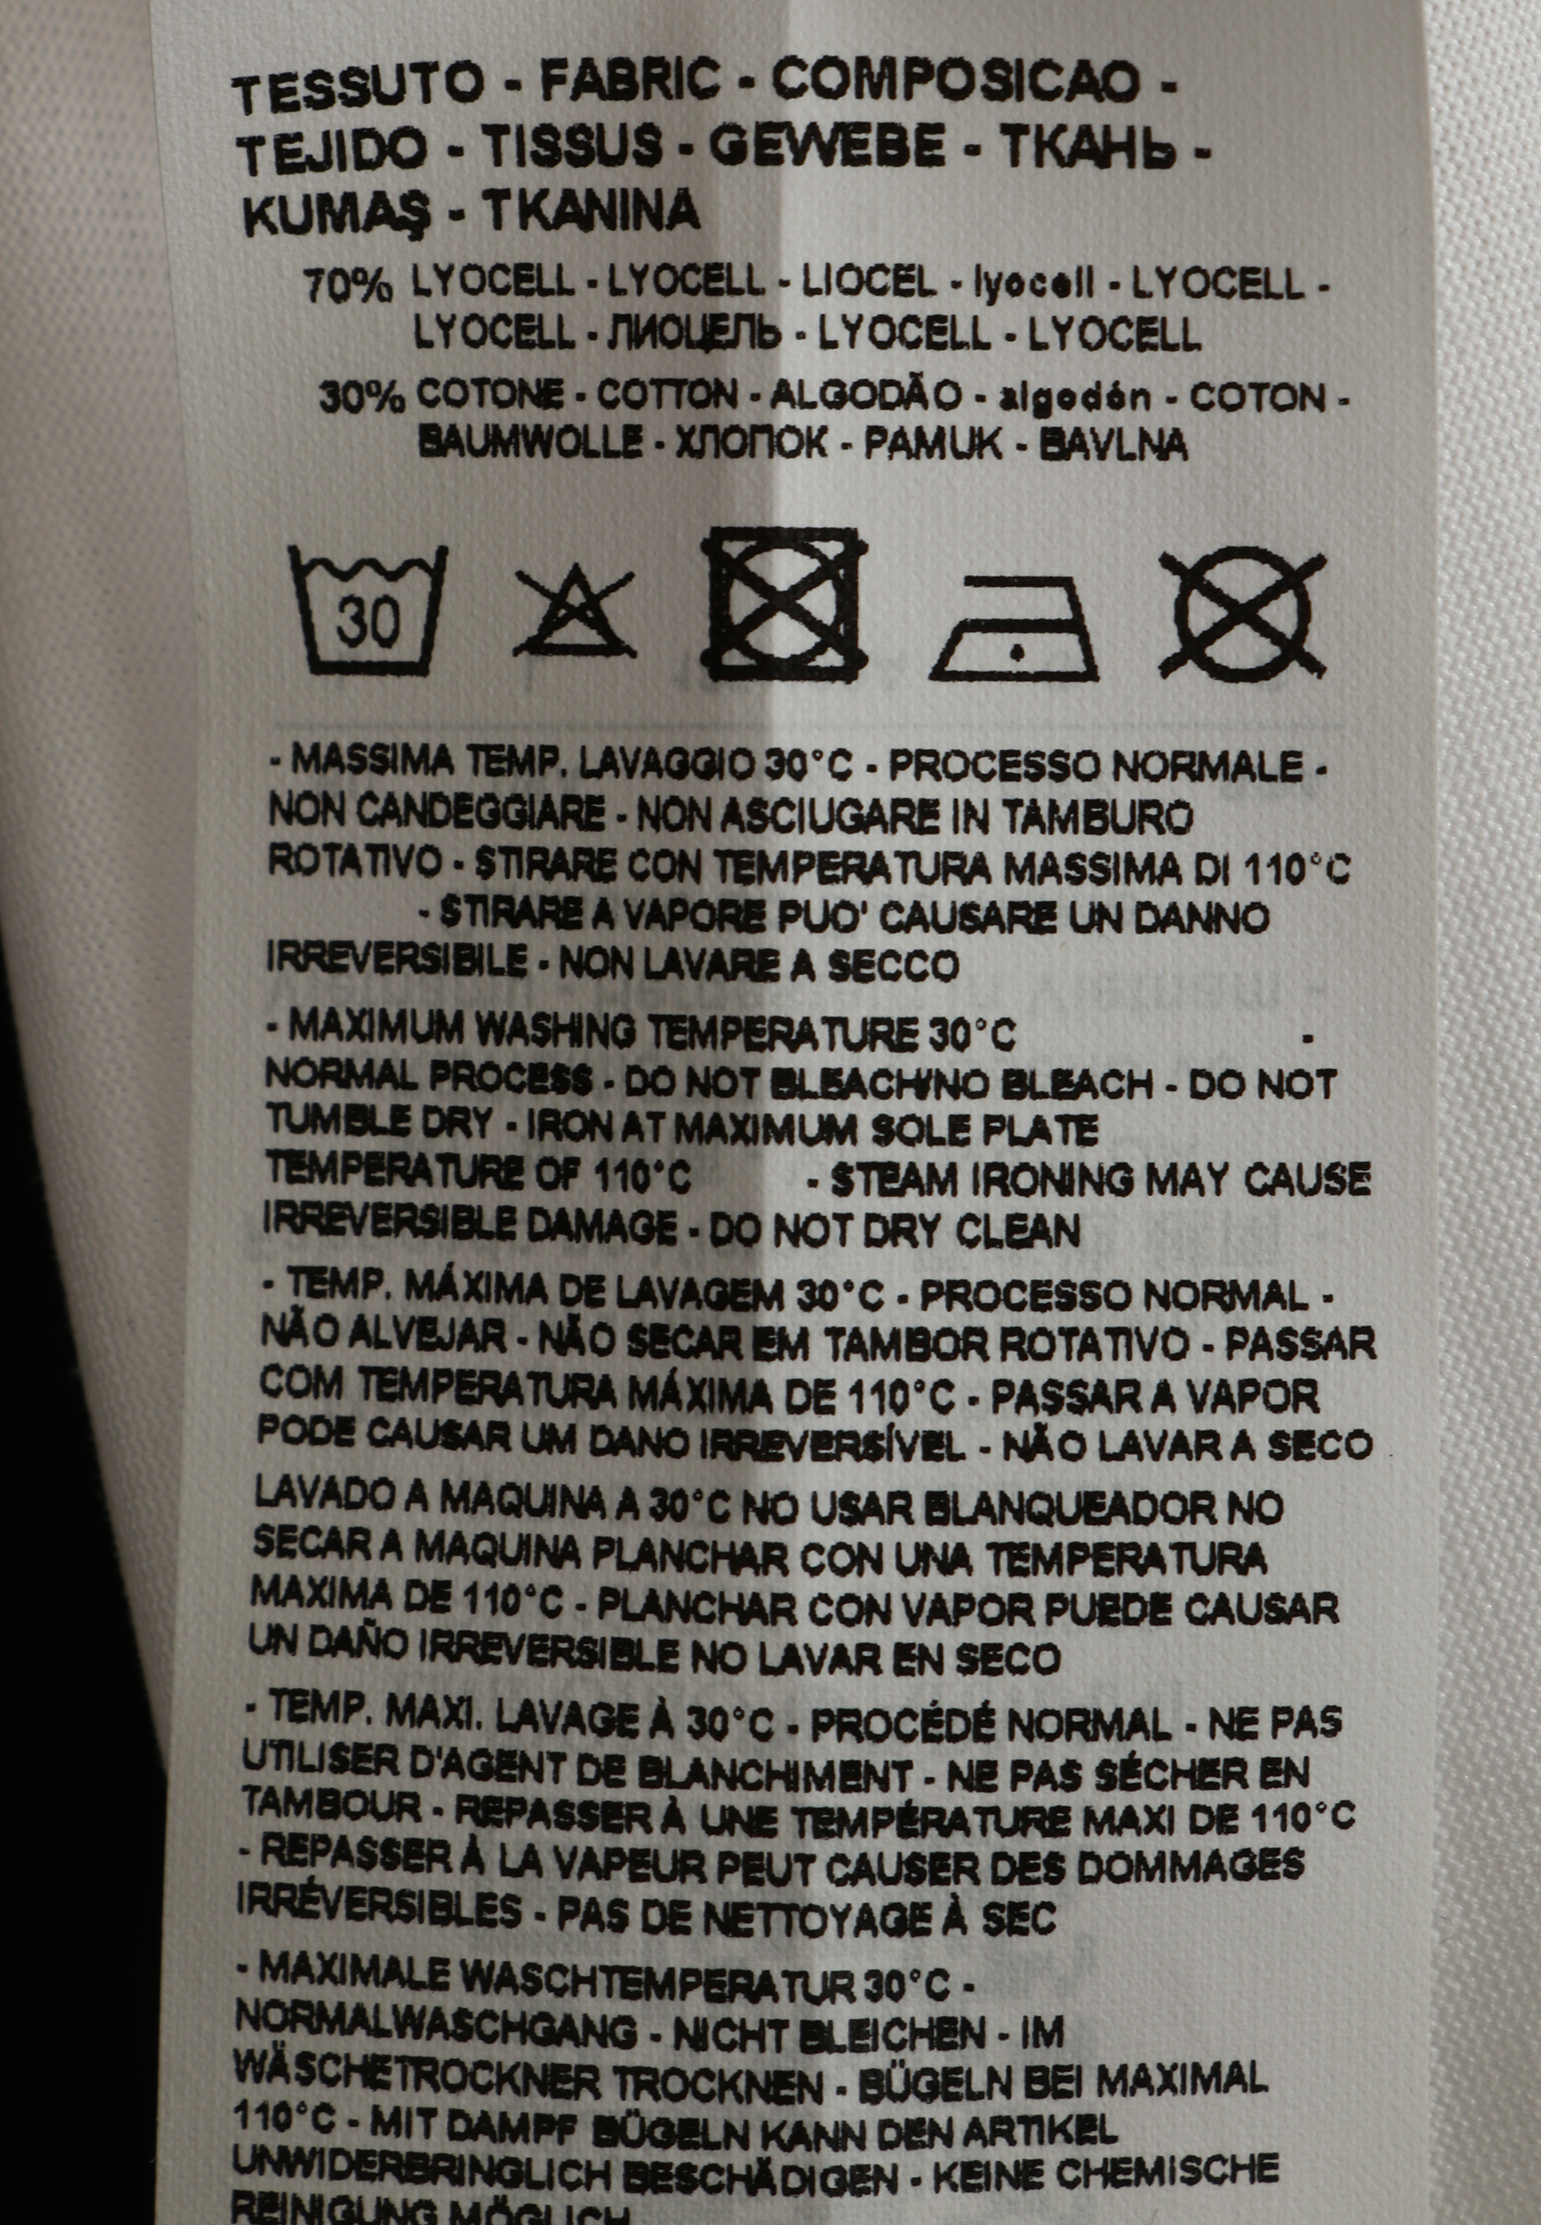 TESSUTO - FABRIC - COMPOSICAO -
TEJIDO - TISSUS - GEWEBE - ТКАНЬ -
KUMAŞ - TKANINA
70% LYOCELL - LYOCELL - LIOCEL - lyocell - LYOCELL -
LYOCELL - ЛИОЦЕЛЬ - LYOCELL - LYOCELL
30% COTONE - COTTON - ALGODÃO - algodón - COTON -
BAUMWOLLE - ХЛОПОК - PAMUK - BAVLNA
30
- MASSIMA TEMP. LAVAGGIO 30°C - PROCESSO NORMALE -
NON CANDEGGIARE - NON ASCIUGARE IN TAMBURO
ROTATIVO - STIRARE CON TEMPERATURA MASSIMA DI 110°C
- STIRARE A VAPORE PUO' CAUSARE UN DANNO
IRREVERSIBILE - NON LAVARE A SECCO
- MAXIMUM WASHING TEMPERATURE 30°C -
NORMAL PROCESS - DO NOT BLEACH/NO BLEACH - DO NOT
TUMBLE DRY - IRON AT MAXIMUM SOLE PLATE
TEMPERATURE OF 110°C - STEAM IRONING MAY CAUSE
IRREVERSIBLE DAMAGE - DO NOT DRY CLEAN
- TEMP. MÁXIMA DE LAVAGEM 30°C - PROCESSO NORMAL -
NÃO ALVEJAR - NÃO SECAR EM TAMBOR ROTATIVO - PASSAR
COM TEMPERATURA MÁXIMA DE 110°C - PASSAR A VAPOR
PODE CAUSAR UM DANO IRREVERSÍVEL - NÃO LAVAR A SECO
LAVADO A MAQUINA A 30°C NO USAR BLANQUEADOR NO
SECAR A MAQUINA PLANCHAR CON UNA TEMPERATURA
MAXIMA DE 110°C - PLANCHAR CON VAPOR PUEDE CAUSAR
UN DAÑO IRREVERSIBLE NO LAVAR EN SECO
- TEMP. MAXI. LAVAGE À 30°C - PROCÉDÉ NORMAL - NE PAS
UTILISER D'AGENT DE BLANCHIMENT - NE PAS SÉCHER EN
TAMBOUR - REPASSER À UNE TEMPÉRATURE MAXI DE 110°C
- REPASSER À LA VAPEUR PEUT CAUSER DES DOMMAGES
IRRÉVERSIBLES - PAS DE NETTOYAGE À SEC
- MAXIMALE WASCHTEMPERATUR 30°C -
NORMALWASCHGANG - NICHT BLEICHEN - IM
WÄSCHETROCKNER TROCKNEN - BÜGELN BEI MAXIMAL
110°C - MIT DAMPF BÜGELN KANN DEN ARTIKEL
UNWIDERBRINGLICH BESCHÄDIGEN - KEINE CHEMISCHE
REINIGUNG MÖGLICH